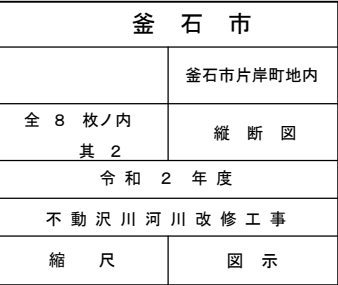 釜石市
釜石市片岸町地内
全 8 枚ノ内
其 2
縦断図
令和 2 年度
不動沢川河川改修工事
縮 尺
図 示